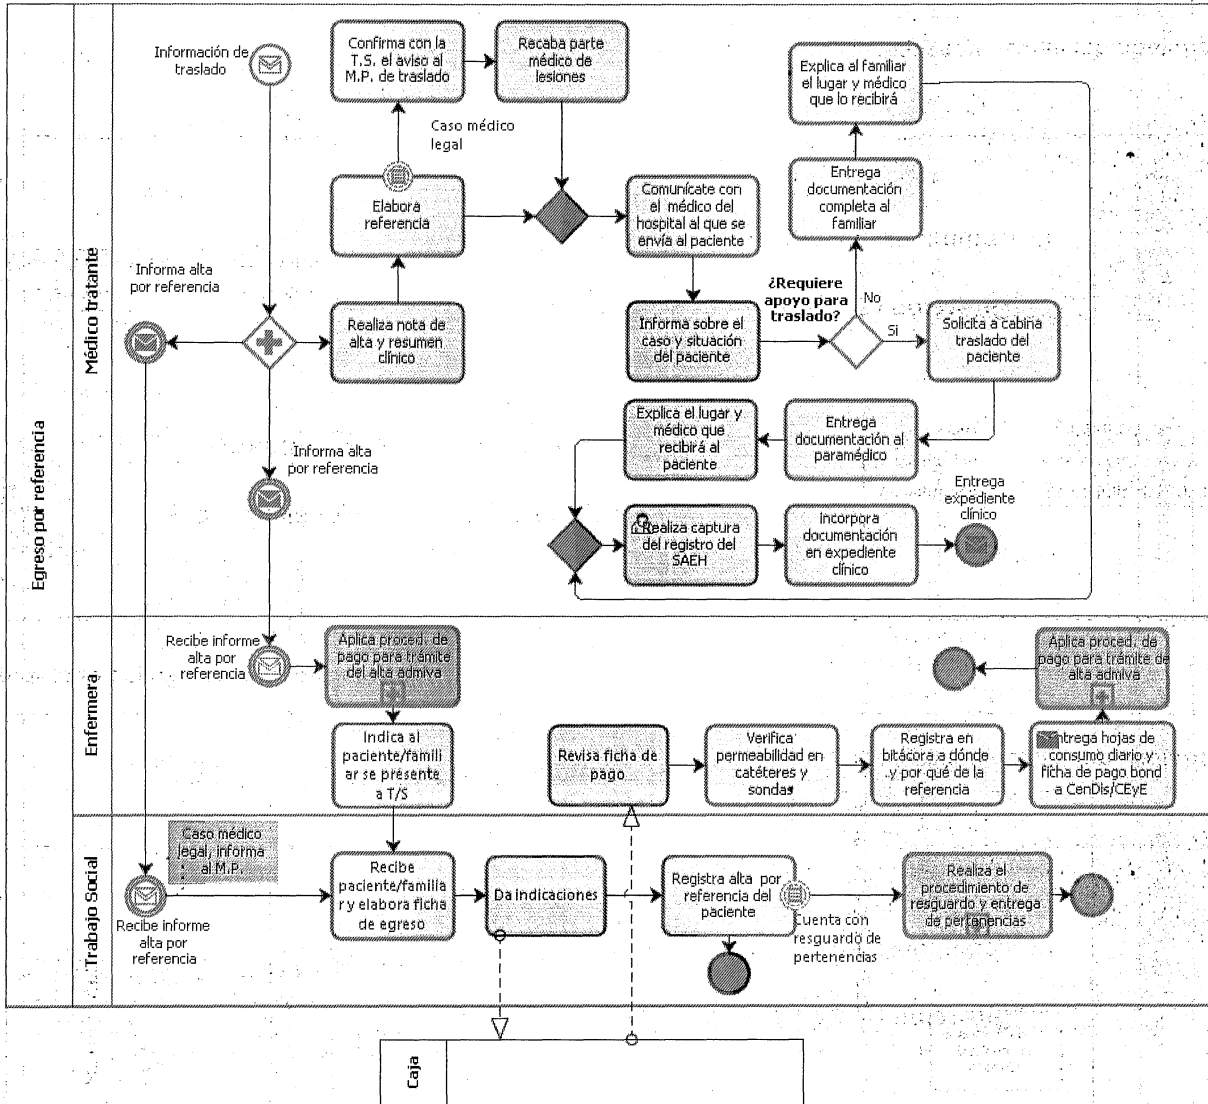 Egreso por referencia
Médico tratante
Información de
traslado
Confirma con la
T.S. el aviso al
M.P. de traslado
Recaba parte
médico de
lesiones
Explica al familiar
el lugar y médico
que lo recibirá
Caso médico
legal
Elabora
referencia
Comunícate con
el médico del
hospital al que se
envía al paciente
Entrega
documentación
completa al
familiar
Informa alta
por referencia
Realiza nota de
alta y resumen
clínico
Informa sobre el
caso y situación
del paciente
¿Requiere
apoyo para
traslado?
No
Si
Solicita a cabina
traslado del
paciente
Informa alta
por referencia
Explica el lugar y
médico que
recibirá al
paciente
Entrega
documentación al
paramédico
Entrega
expediente
clínico
Realiza captura
del registro del
SAEH
Incorpora
documentación
en expediente
clínico
Enfermera
Recibe informe
alta por
referencia
Aplica proced. de
pago para trámite
del alta admiva
Aplica proced. de
pago para trámite de
alta admiva
Indica al
paciente/famili
ar se presente
a T/S
Revisa ficha de
pago
Verifica
permeabilidad en
catéteres y
sondas
Registra en
bitácora a dónde
y por qué de la
referencia
Entrega hojas de
consumo diario y
ficha de pago bond
a CenDis/CEyE
Trabajo Social
Caso médico
legal, informa
al M.P.
Recibe informe
alta por
referencia
Recibe
paciente/familia
r y elabora ficha
de egreso
Da indicaciones
Registra alta por
referencia del
paciente
Cuenta con
resguardo de
pertenencias
Realiza el
procedimiento de
resguardo y entrega
de pertenencias
Caja